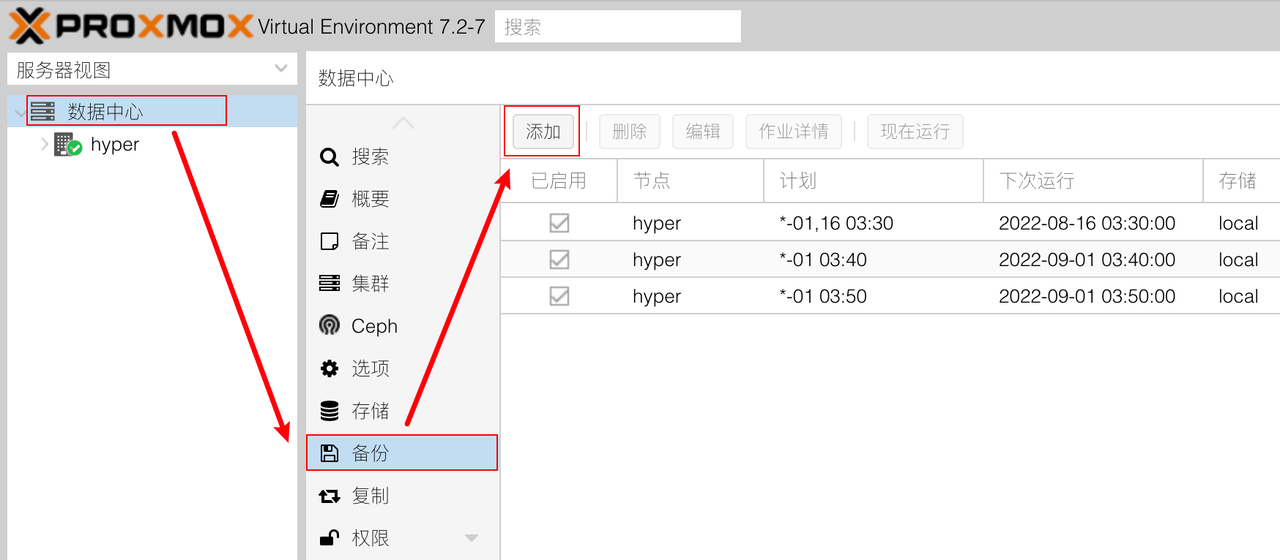 PROXMOX Virtual Environment 7.2-7 搜索
服务器视图
数据中心
hyper
数据中心
搜索
概要
备注
集群
Ceph
选项
存储
备份
复制
权限
添加 删除 编辑 作业详情 现在运行
已启用 节点 计划 下次运行 存储
hyper *-01,16 03:30 2022-08-16 03:30:00 local
hyper *-01 03:40 2022-09-01 03:40:00 local
hyper *-01 03:50 2022-09-01 03:50:00 local